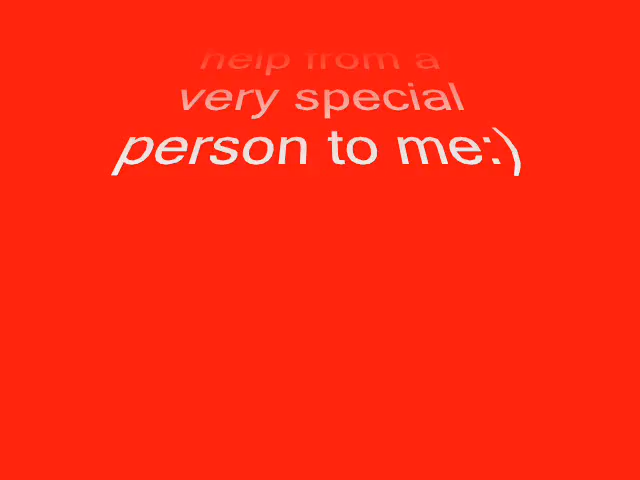 help from a
very special
person to me:)